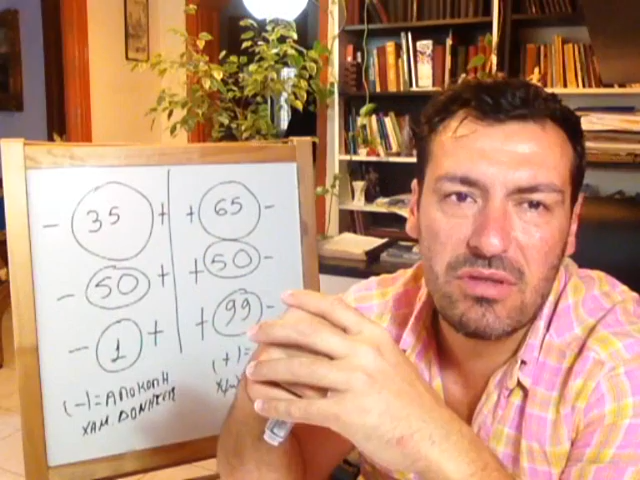 - 35 + + 65 -
- 50 + + 50 -
- 1 + + 99 -
(-) = ΑΠΟΚΟΠΗ (+) =
ΧΑΜ. ΔΟΝΗΣΕΙΣ